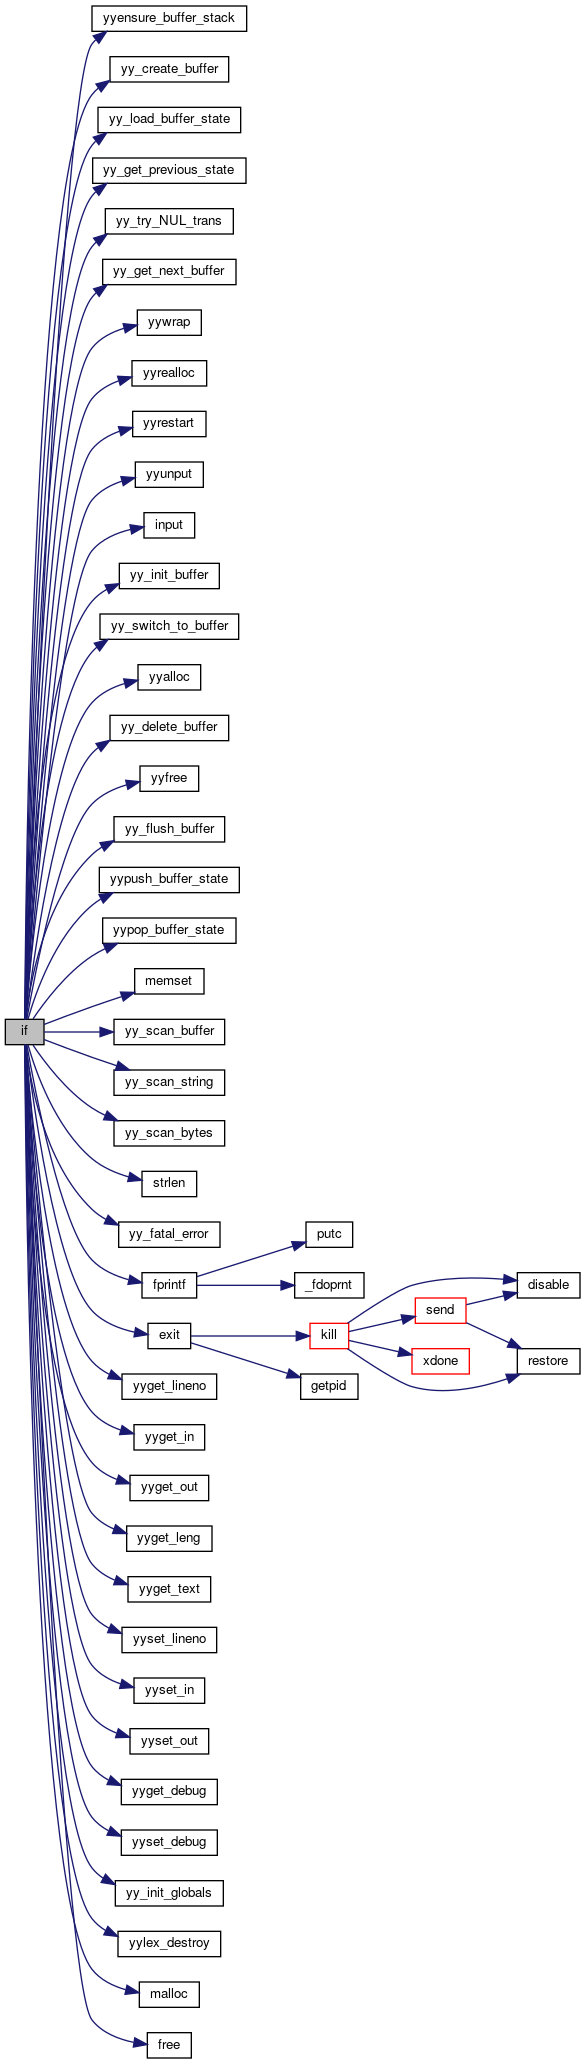 yyensure_buffer_stack
yy_create_buffer
yy_load_buffer_state
yy_get_previous_state
yy_try_NUL_trans
yy_get_next_buffer
yywrap
yyrealloc
yyrestart
yyunput
input
yy_init_buffer
yy_switch_to_buffer
yyalloc
yy_delete_buffer
yyfree
yy_flush_buffer
yypush_buffer_state
yypop_buffer_state
memset
if
yy_scan_buffer
yy_scan_string
yy_scan_bytes
strlen
yy_fatal_error
putc
fprintf
_fdoprnt
disable
send
exit
kill
xdone
restore
yyget_lineno
getpid
yyget_in
yyget_out
yyget_leng
yyget_text
yyset_lineno
yyset_in
yyset_out
yyget_debug
yyset_debug
yy_init_globals
yylex_destroy
malloc
free